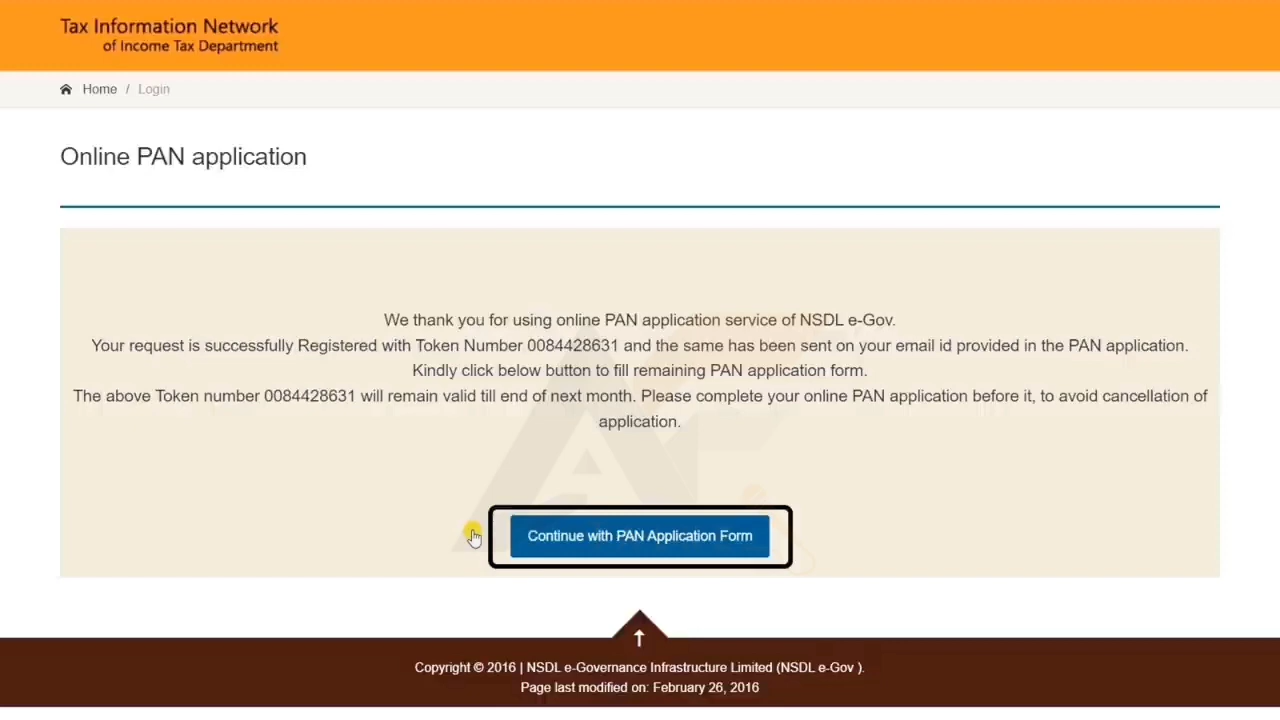 Tax Information Network
of Income Tax Department
Home / Login
Online PAN application
We thank you for using online PAN application service of NSDL e-Gov.
Your request is successfully Registered with Token Number 0084428631 and the same has been sent on your email id provided in the PAN application.
Kindly click below button to fill remaining PAN application form.
The above Token number 0084428631 will remain valid till end of next month. Please complete your online PAN application before it, to avoid cancellation of
application.
Continue with PAN Application Form
Copyright © 2016 | NSDL e-Governance Infrastructure Limited (NSDL e-Gov ).
Page last modified on: February 26, 2016